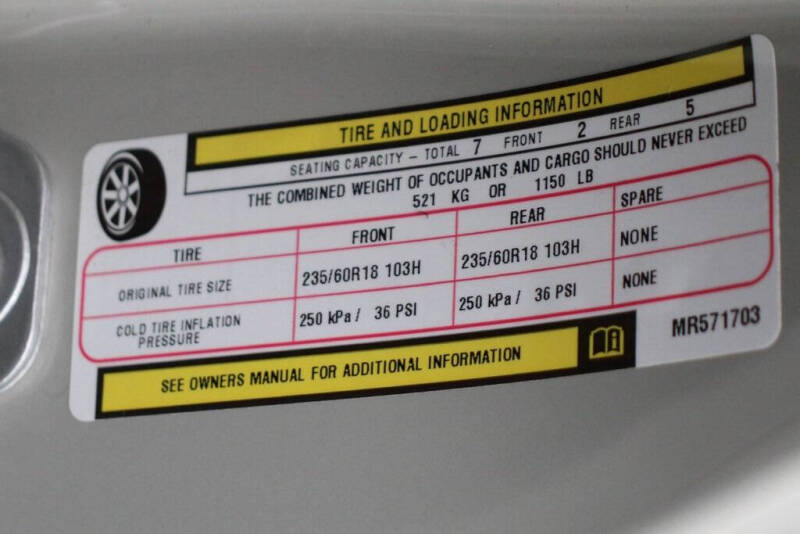 TIRE AND LOADING INFORMATION
SEATING CAPACITY – TOTAL 7 FRONT 2 REAR 5
THE COMBINED WEIGHT OF OCCUPANTS AND CARGO SHOULD NEVER EXCEED
521 KG OR 1150 LB
TIRE FRONT REAR SPARE
ORIGINAL TIRE SIZE 235/60R18 103H 235/60R18 103H NONE
COLD TIRE INFLATION PRESSURE 250 kPa / 36 PSI 250 kPa / 36 PSI NONE
SEE OWNERS MANUAL FOR ADDITIONAL INFORMATION
MR571703